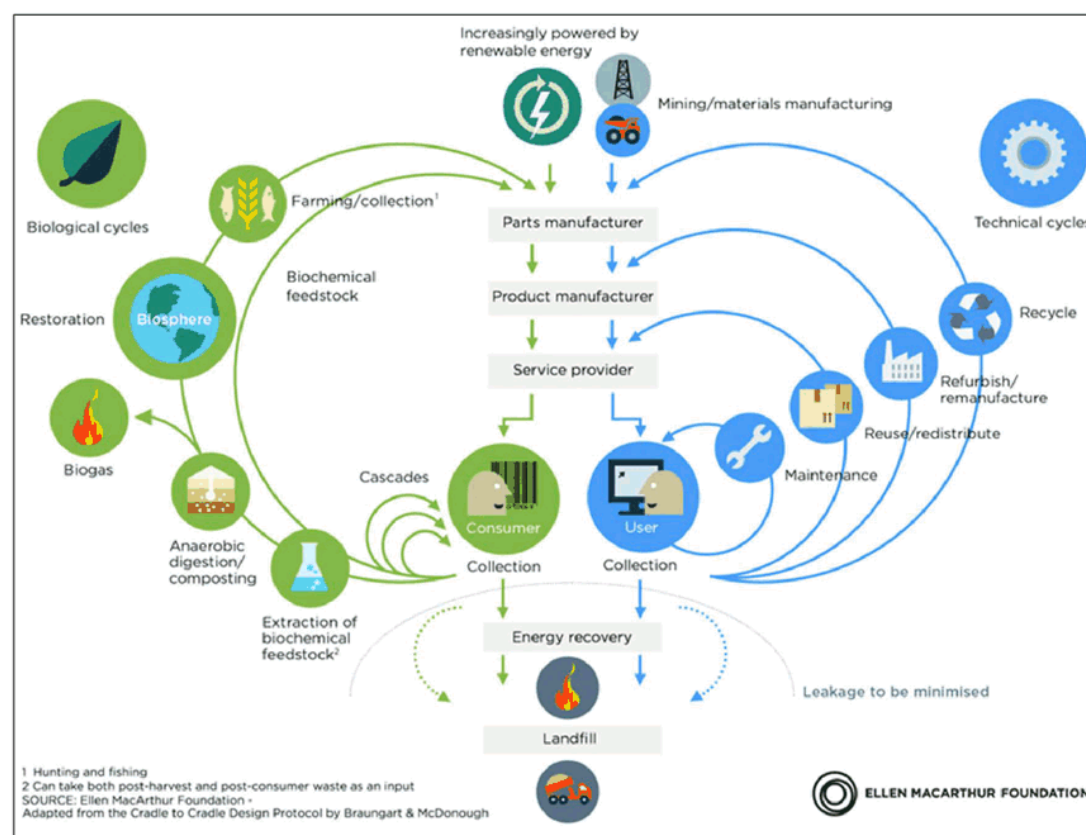 Increasingly powered by
renewable energy
Mining/materials manufacturing
Biological cycles
Farming/collection¹
Technical cycles
Parts manufacturer
Biochemical
feedstock
Product manufacturer
Restoration
Biosphere
Recycle
Service provider
Refurbish/
remanufacture
Reuse/redistribute
Biogas
Cascades
Maintenance
Consumer
User
Anaerobic
digestion/
composting
Collection
Collection
Extraction of
biochemical
feedstock²
Energy recovery
Leakage to be minimised
Landfill
1 Hunting and fishing
2 Can take both post-harvest and post-consumer waste as an input
SOURCE: Ellen MacArthur Foundation -
Adapted from the Cradle to Cradle Design Protocol by Braungart & McDonough
ELLEN MACARTHUR FOUNDATION